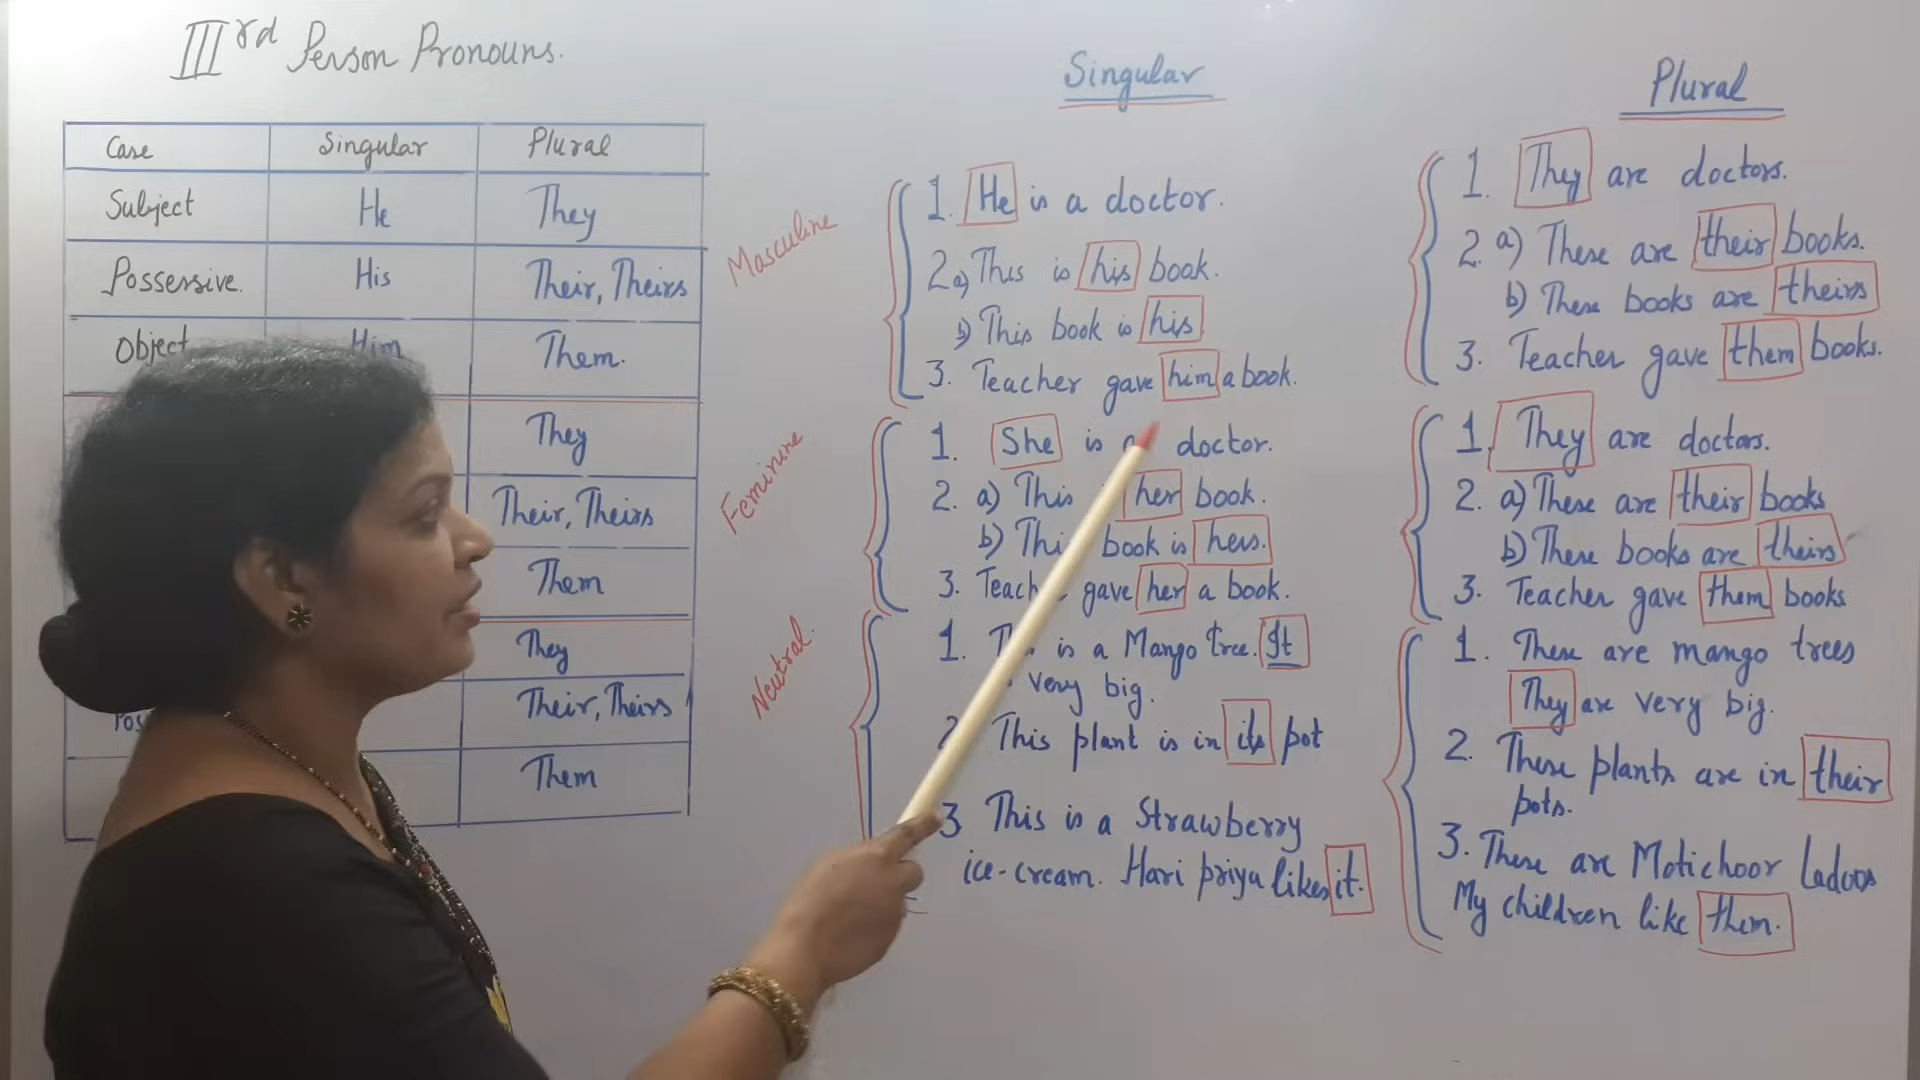 IIIrd Person Pronouns.
Case Singular Plural
Subject He They
Possessive. His Their, Theirs
Object Him Them.
They
Their, Theirs
Them
They
Pos Their, Theirs
Them
Masculine
Feminine
Neutral.
Singular
1. He is a doctor.
2 a) This is his book.
b) This book is his.
3. Teacher gave him a book.
1. She is a doctor.
2. a) This her book.
b) Thi book is hers.
3. Teach gave her a book.
1. is a Mango tree. It
very big.
2. This plant is in its pot
3 This is a Strawberry
ice-cream. Hari priya likes it.
Plural
1. They are doctors.
2. a) These are their books.
b) These books are theirs
3. Teacher gave them books.
1. They are doctors.
2. a) These are their books
b) These books are theirs
3. Teacher gave them books
1. These are mango trees
They are very big.
2. These plants are in their
pots.
3. These are Motichoor Ladoos
My children like them.